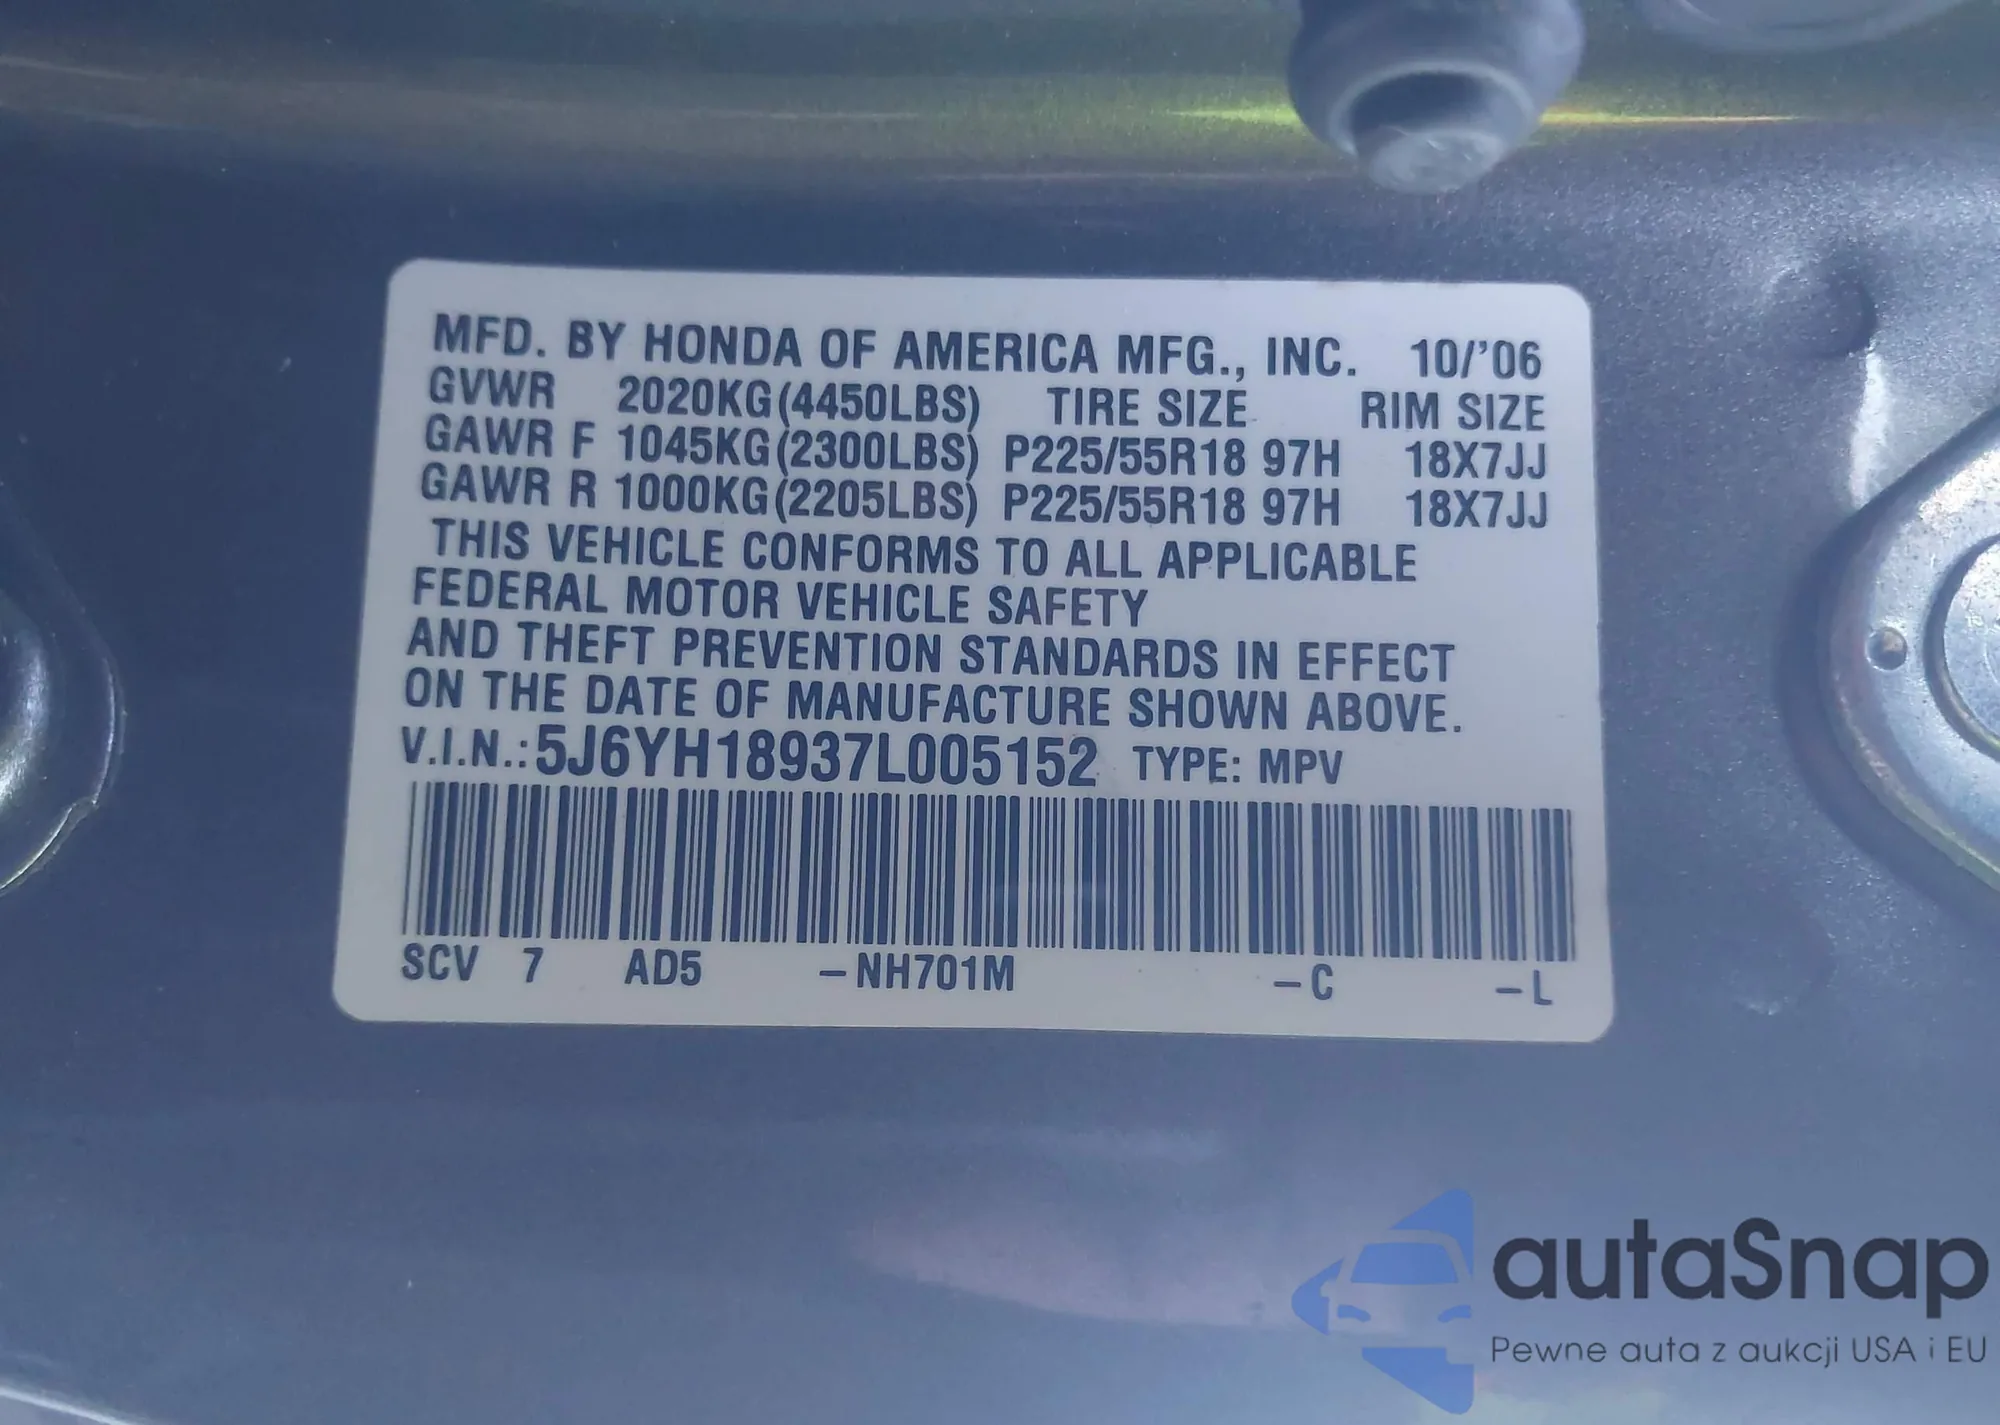 MFD. BY HONDA OF AMERICA MFG., INC. 10/'06
GVWR 2020KG(4450LBS) TIRE SIZE RIM SIZE
GAWR F 1045KG(2300LBS) P225/55R18 97H 18X7JJ
GAWR R 1000KG(2205LBS) P225/55R18 97H 18X7JJ
THIS VEHICLE CONFORMS TO ALL APPLICABLE
FEDERAL MOTOR VEHICLE SAFETY
AND THEFT PREVENTION STANDARDS IN EFFECT
ON THE DATE OF MANUFACTURE SHOWN ABOVE.
V.I.N.:5J6YH18937L005152 TYPE: MPV
SCV 7 AD5 –NH701M –C –L
autaSnap
Pewne auta z aukcji USA i EU